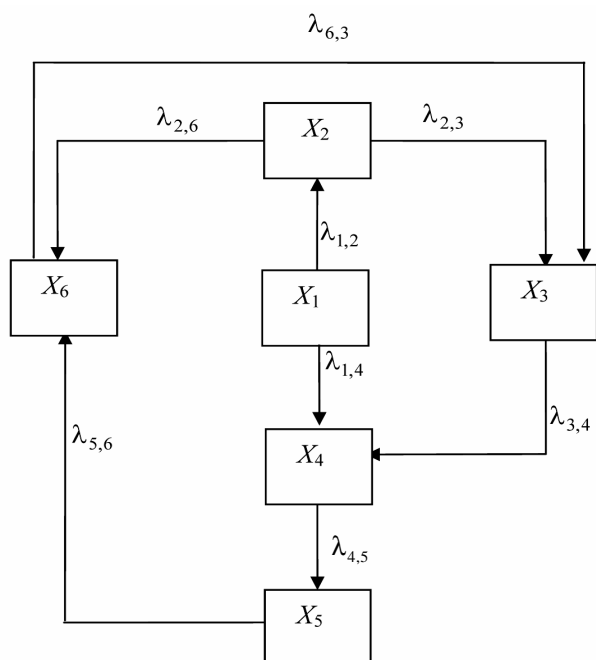 λ₆,₃
λ₂,₆
X₂
λ₂,₃
λ₁,₂
X₆
X₁
X₃
λ₁,₄
λ₅,₆
X₄
λ₃,₄
λ₄,₅
X₅